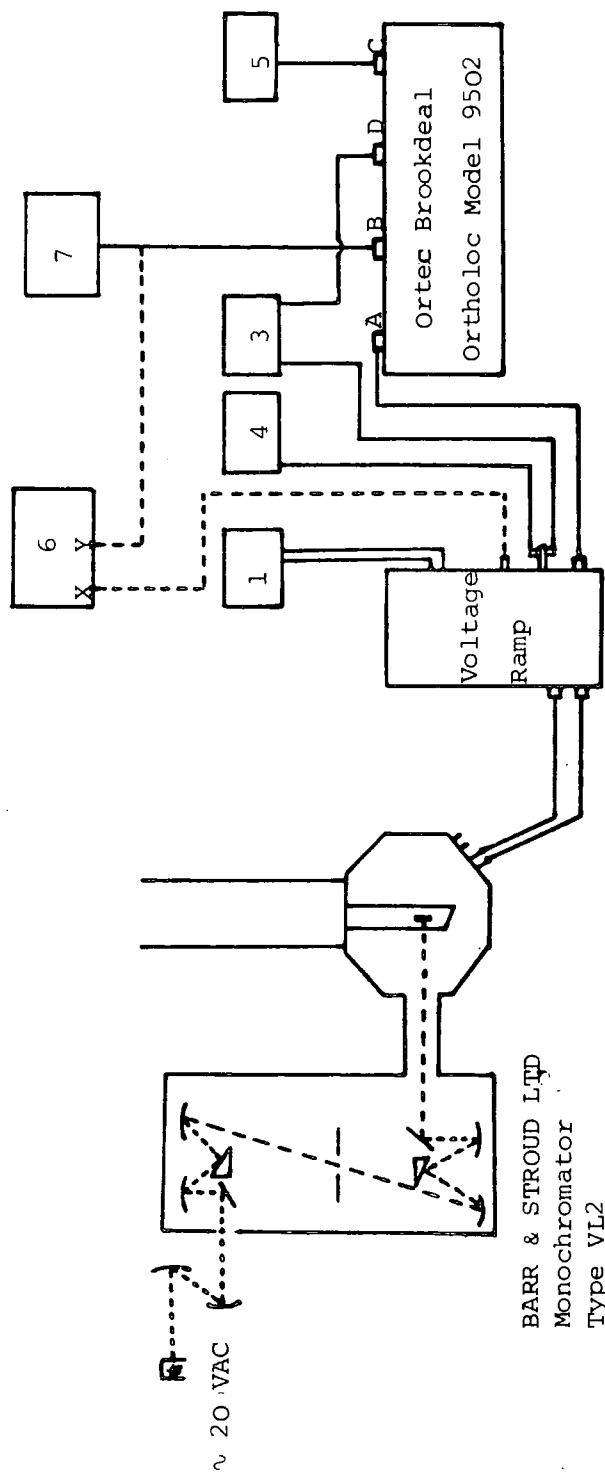 ~ 20 VAC
BARR & STROUD LTD
Monochromator
Type VL2
6
X
Y
7
1
4
3
5
Voltage
Ramp
A
B
D
C
Ortec Brookdeal
Ortholoc Model 9502